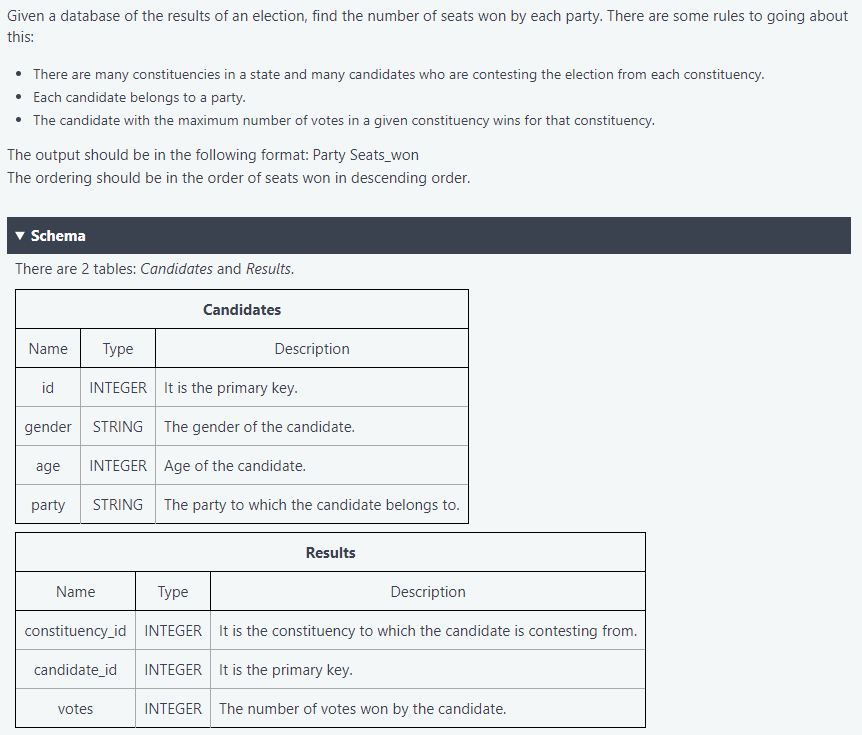 Given a database of the results of an election, find the number of seats won by each party. There are some rules to going about
this:
• There are many constituencies in a state and many candidates who are contesting the election from each constituency.
• Each candidate belongs to a party.
• The candidate with the maximum number of votes in a given constituency wins for that constituency.
The output should be in the following format: Party Seats_won
The ordering should be in the order of seats won in descending order.
▼ Schema
There are 2 tables: Candidates and Results.
Candidates
Name Type Description
id INTEGER It is the primary key.
gender STRING The gender of the candidate.
age INTEGER Age of the candidate.
party STRING The party to which the candidate belongs to.
Results
Name Type Description
constituency_id INTEGER It is the constituency to which the candidate is contesting from.
candidate_id INTEGER It is the primary key.
votes INTEGER The number of votes won by the candidate.